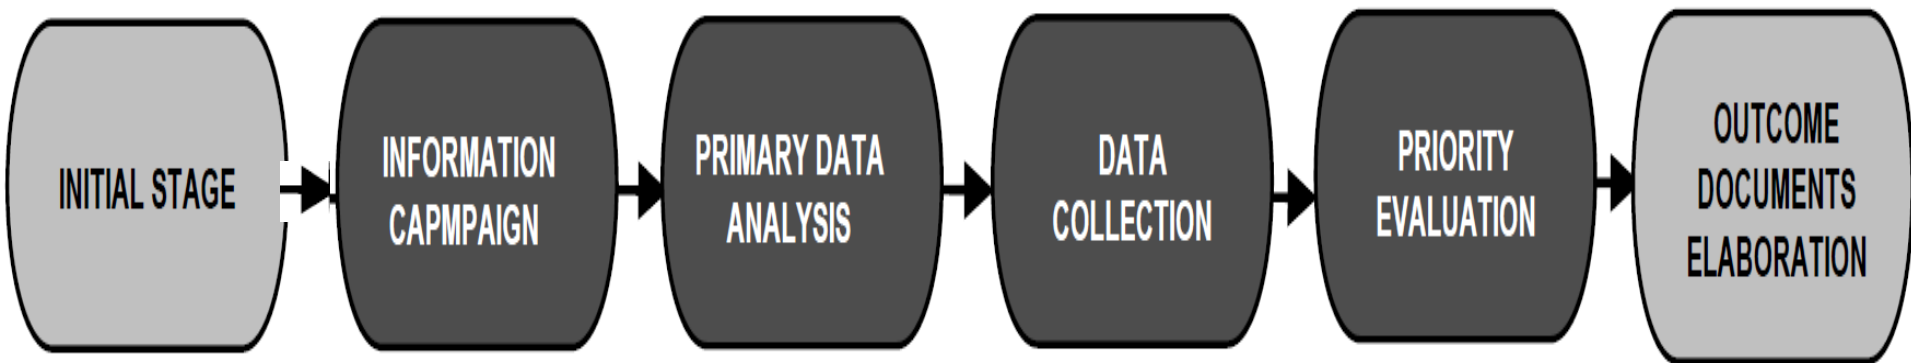 INITIAL STAGE
INFORMATION
CAPMPAIGN
PRIMARY DATA
ANALYSIS
DATA
COLLECTION
PRIORITY
EVALUATION
OUTCOME
DOCUMENTS
ELABORATION